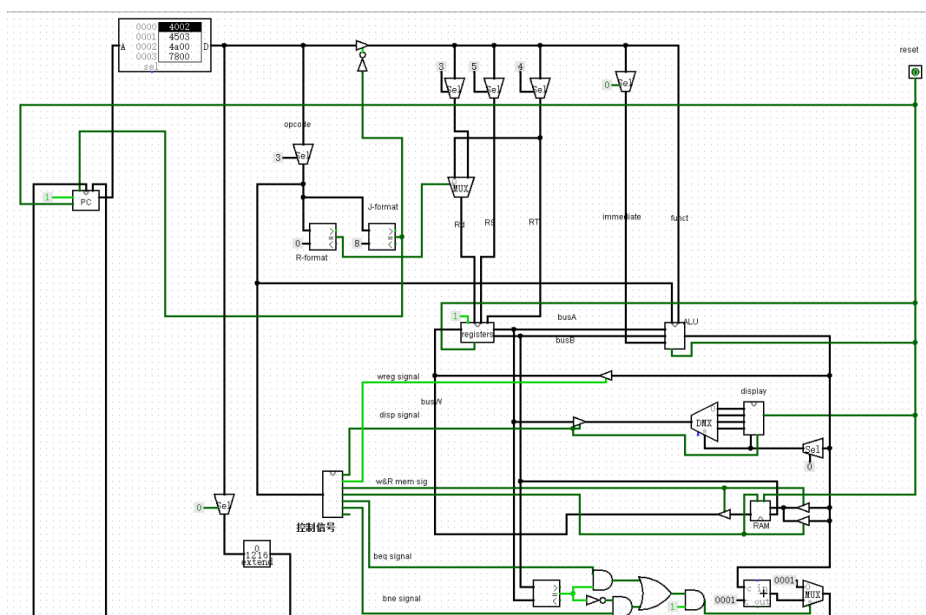 0000 4002
0001 4503
0002 4a00
0003 7800
A
D
sel
reset
3
5
4
0
Sel
Sel
Sel
Sel
opcode
3
Sel
MUX
1
PC
J-format
Rd
RS
RT
immediate
funct
0
8
R-format
1
registers
busA
busB
ALU
wreg signal
busW
disp signal
display
DMX
Sel
0
w&R mem sig
RAM
控制信号
0
Sel
0
1216
extend
beq signal
bne signal
1
0001
c in
+
c out
0001
MUX